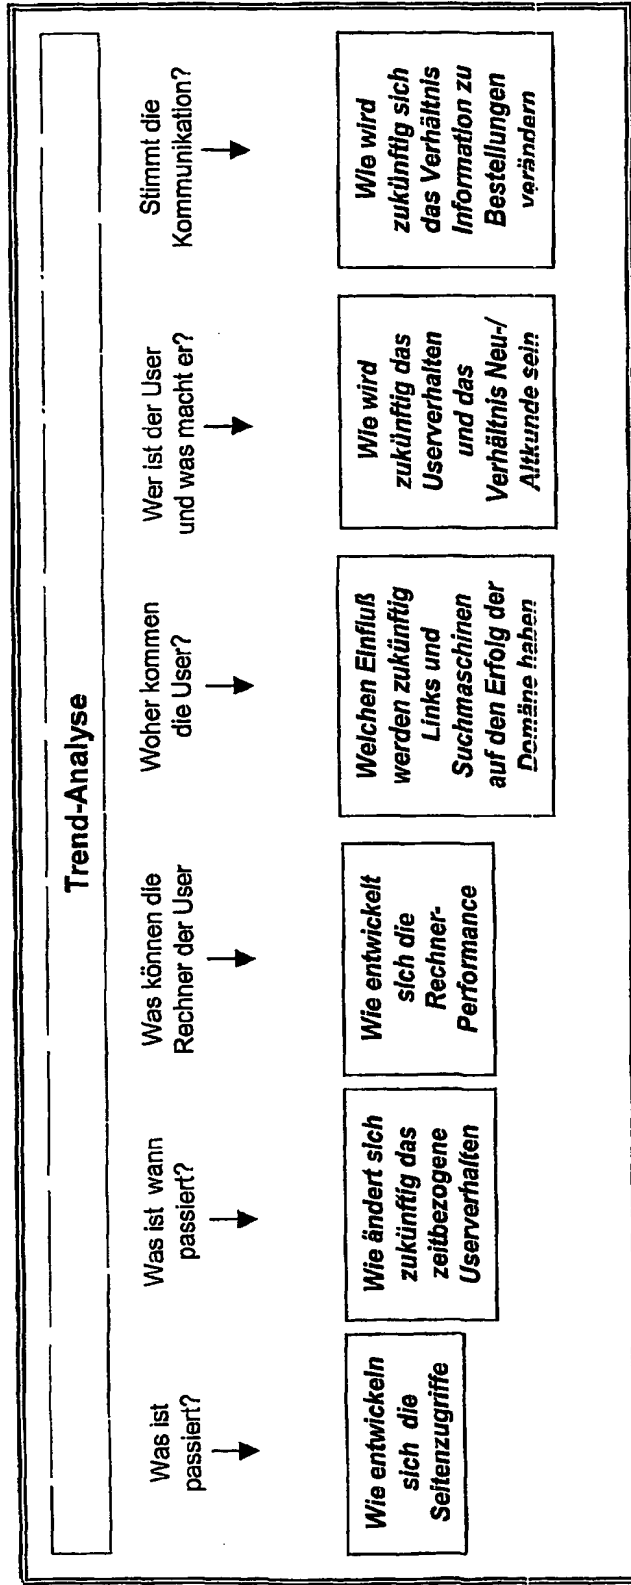 Trend-Analyse
Was ist
passiert?
Was ist wann
passiert?
Was können die
Rechner der User
Woher kommen
die User?
Wer ist der User
und was macht er?
Stimmt die
Kommunikation?
Wie entwickeln
sich die
Seitenzugriffe
Wie ändert sich
zukünftig das
zeitbezogene
Userverhalten
Wie entwickelt
sich die
Rechner-
Performance
Welchen Einfluß
werden zukünftig
Links und
Suchmaschinen
auf den Erfolg der
Domäne haben
Wie wird
zukünftig das
Userverhalten
und das
Verhältnis Neu-/
Altkunde sein
Wie wird
zukünftig sich
das Verhältnis
Information zu
Bestellungen
verändern